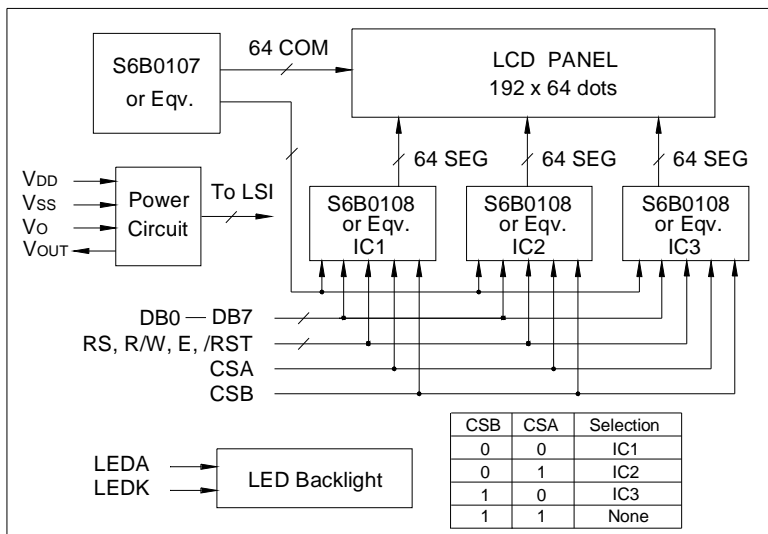 64 COM
S6B0107
or Eqv.
LCD PANEL
192 x 64 dots
64 SEG
64 SEG
64 SEG
VDD
VSS
VO
VOUT
Power
Circuit
To LSI
S6B0108
or Eqv.
IC1
S6B0108
or Eqv.
IC2
S6B0108
or Eqv.
IC3
DB0 — DB7
RS, R/W, E, /RST
CSA
CSB
LEDA
LEDK
LED Backlight
CSB CSA Selection
0 0 IC1
0 1 IC2
1 0 IC3
1 1 None